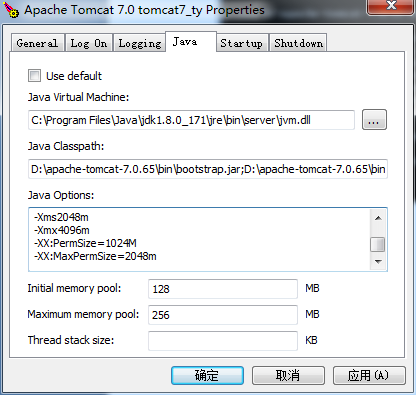 Apache Tomcat 7.0 tomcat7_ty Properties
General Log On Logging Java Startup Shutdown
Use default
Java Virtual Machine:
C:\Program Files\Java\jdk1.8.0_171\jre\bin\server\jvm.dll ...
Java Classpath:
D:\apache-tomcat-7.0.65\bin\bootstrap.jar;D:\apache-tomcat-7.0.65\bin
Java Options:
-Xms2048m
-Xmx4096m
-XX:PermSize=1024M
-XX:MaxPermSize=2048m
Initial memory pool: 128 MB
Maximum memory pool: 256 MB
Thread stack size: KB
确定 取消 应用(A)